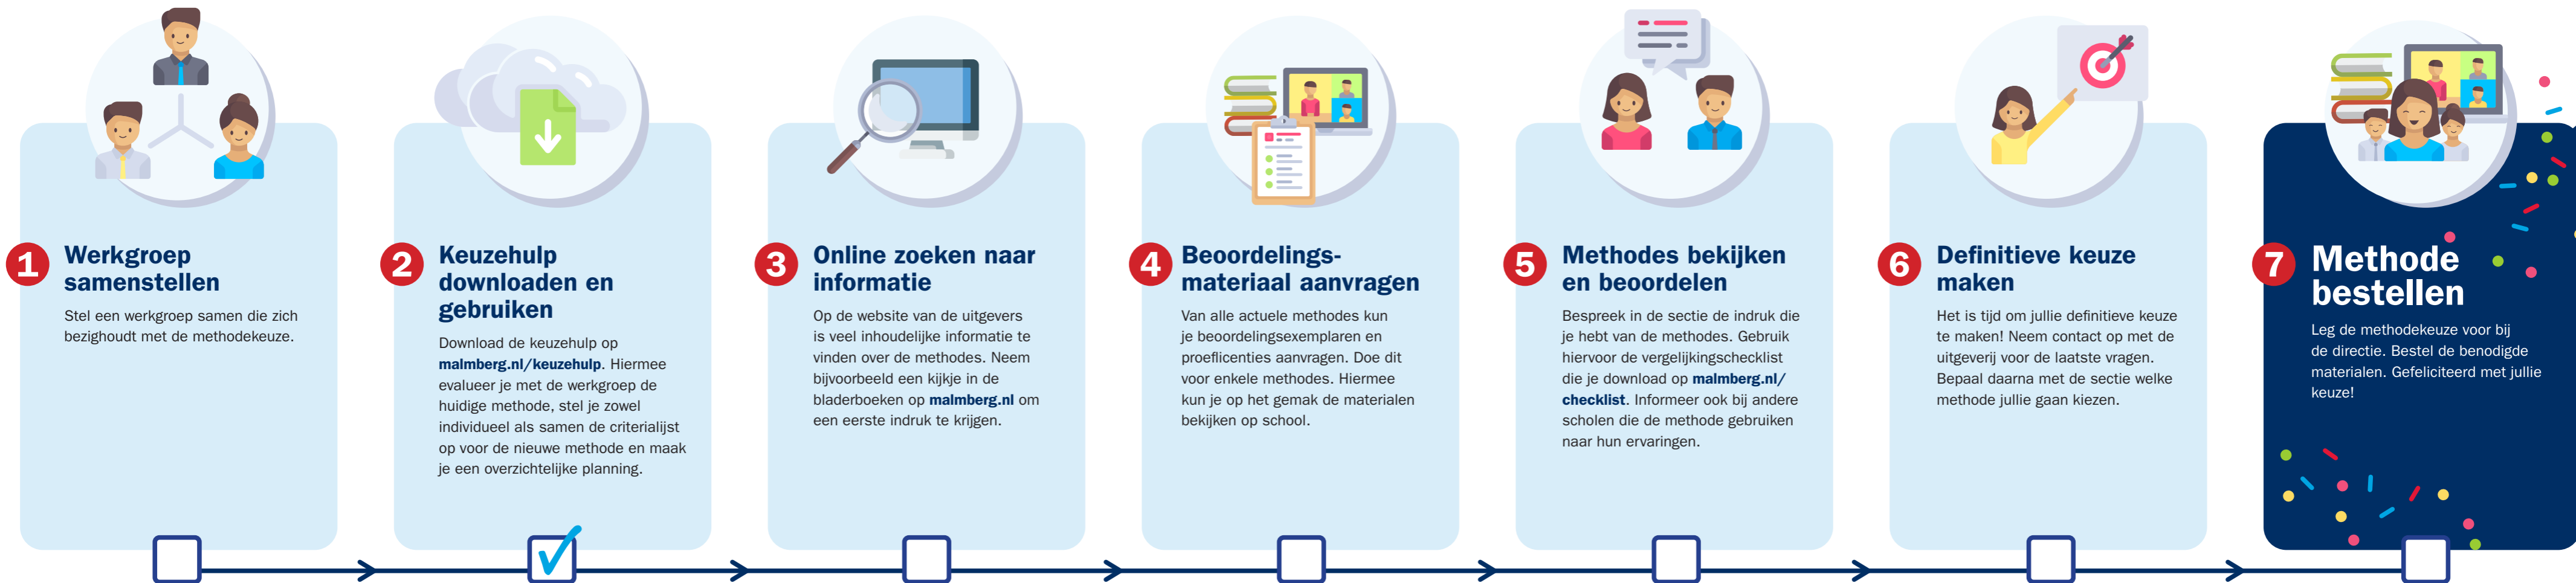 1
Werkgroep
samenstellen
Stel een werkgroep samen die zich
bezighoudt met de methodekeuze.
2
Keuzehulp
downloaden en
gebruiken
Download de keuzehulp op
malmberg.nl/keuzehulp. Hiermee
evalueer je met de werkgroep de
huidige methode, stel je zowel
individueel als samen de criterialijst
op voor de nieuwe methode en maak
je een overzichtelijke planning.
3
Online zoeken naar
informatie
Op de website van de uitgevers
is veel inhoudelijke informatie te
vinden over de methodes. Neem
bijvoorbeeld een kijkje in de
bladerboeken op malmberg.nl om
een eerste indruk te krijgen.
4
Beoordelings-
materiaal aanvragen
Van alle actuele methodes kun
je beoordelingsexemplaren en
proeflicenties aanvragen. Doe dit
voor enkele methodes. Hiermee
kun je op het gemak de materialen
bekijken op school.
5
Methodes bekijken
en beoordelen
Bespreek in de sectie de indruk die
je hebt van de methodes. Gebruik
hiervoor de vergelijkingschecklist
die je download op malmberg.nl/
checklist. Informeer ook bij andere
scholen die de methode gebruiken
naar hun ervaringen.
6
Definitieve keuze
maken
Het is tijd om jullie definitieve keuze
te maken! Neem contact op met de
uitgeverij voor de laatste vragen.
Bepaal daarna met de sectie welke
methode jullie gaan kiezen.
7
Methode
bestellen
Leg de methodekeuze voor bij
de directie. Bestel de benodigde
materialen. Gefeliciteerd met jullie
keuze!